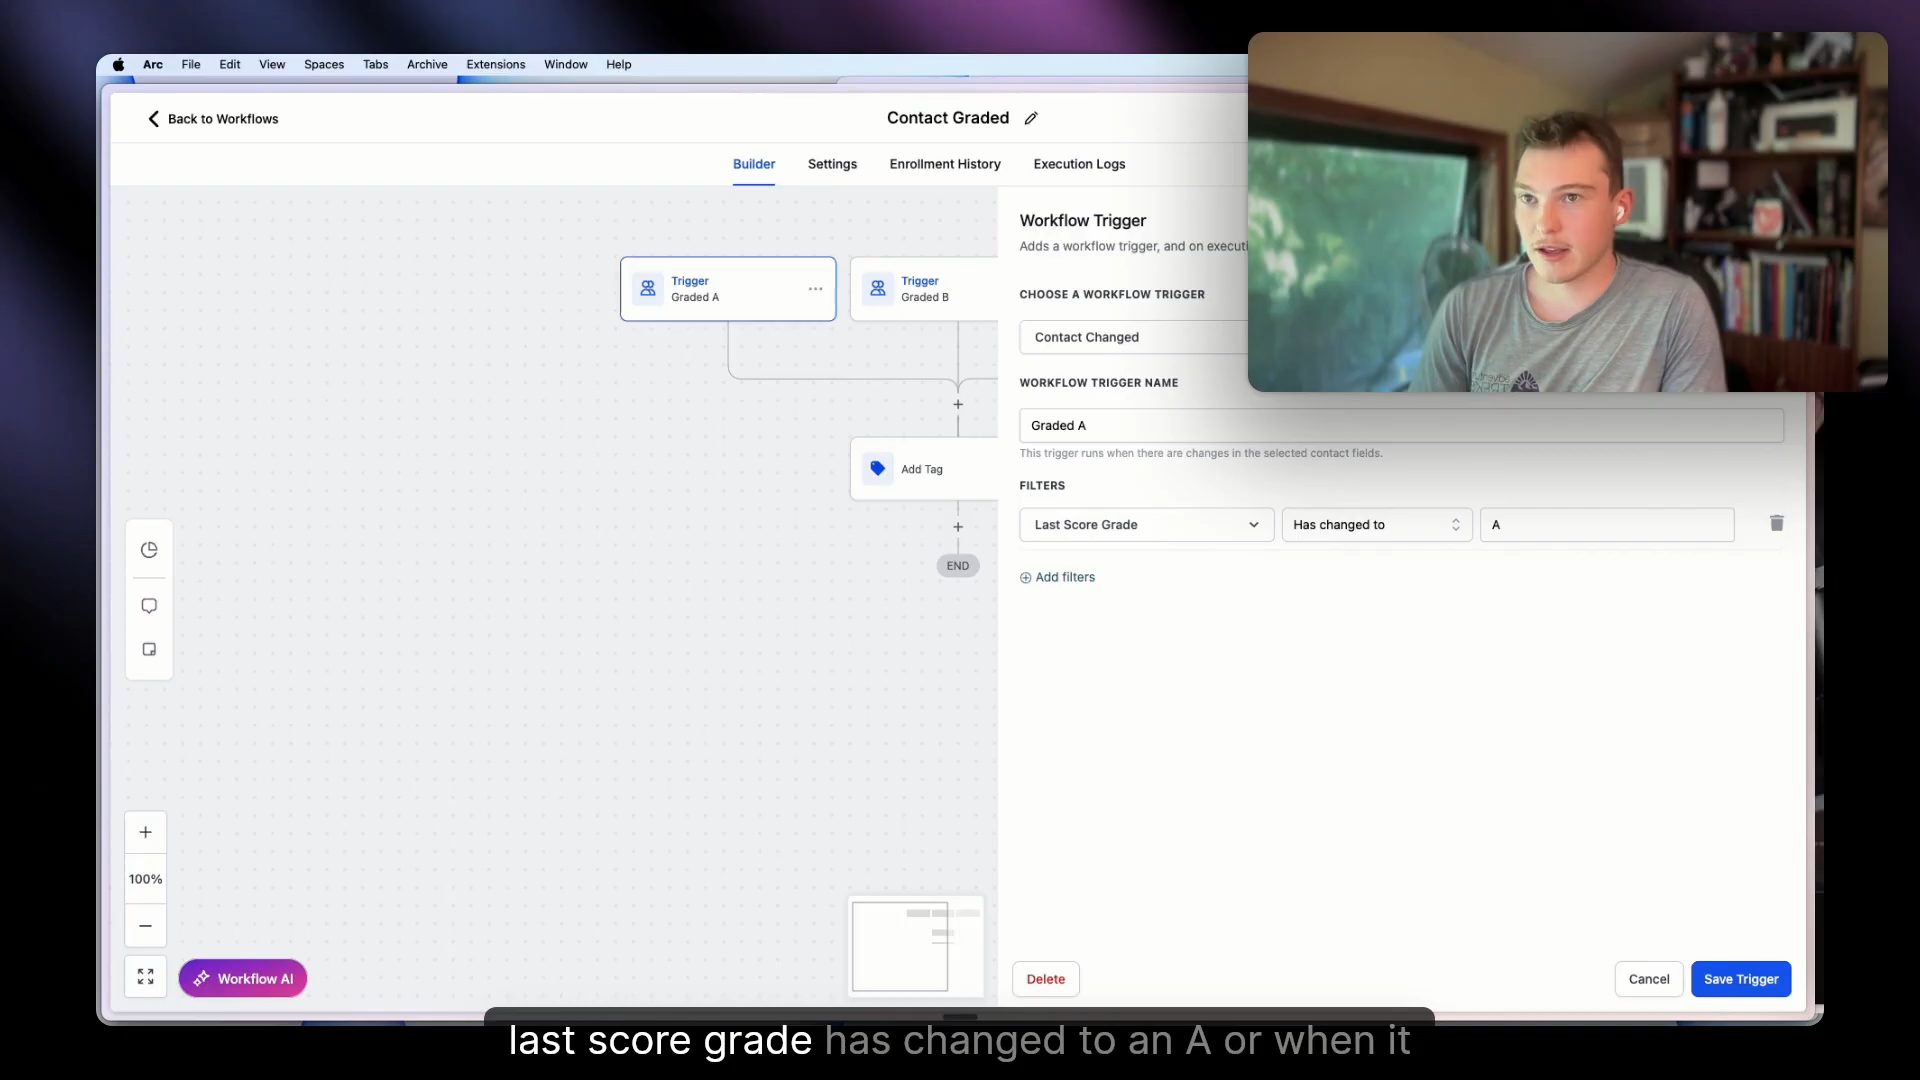 Arc File Edit View Spaces Tabs Archive Extensions Window Help
Back to Workflows
Contact Graded
Builder Settings Enrollment History Execution Logs
Trigger
Graded A
Trigger
Graded B
Add Tag
END
100%
Workflow AI
Workflow Trigger
Adds a workflow trigger, and on executi
CHOOSE A WORKFLOW TRIGGER
Contact Changed
WORKFLOW TRIGGER NAME
Graded A
This trigger runs when there are changes in the selected contact fields.
FILTERS
Last Score Grade Has changed to A
Add filters
Delete Cancel Save Trigger
last score grade has changed to an A or when it